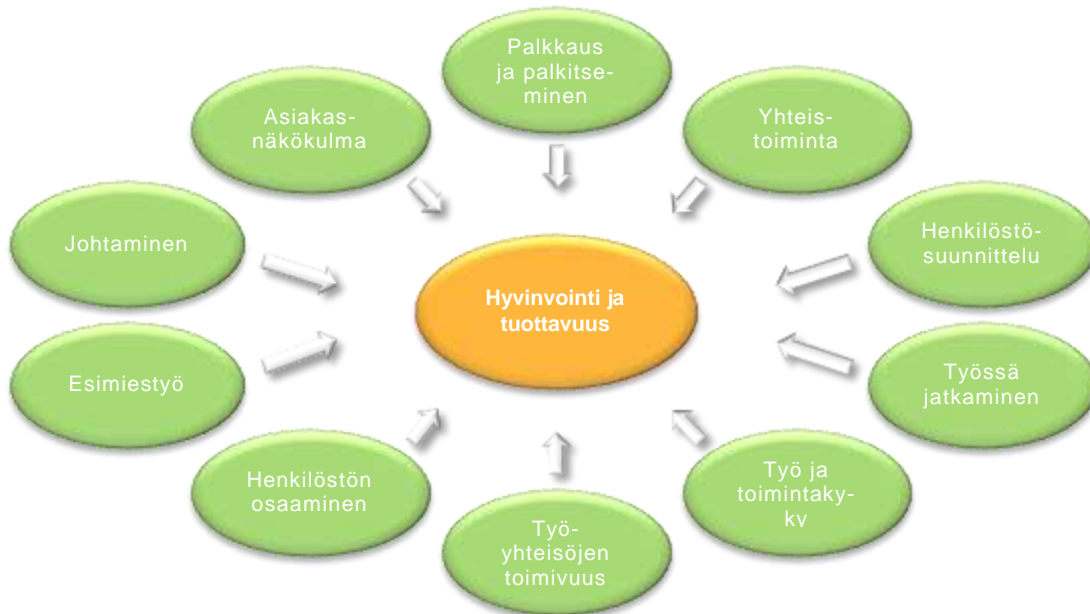 Palkkaus
ja palkitse-
minen
Asiakas-
näkökulma
Yhteis-
toiminta
Johtaminen
Henkilöstö-
suunnittelu
Hyvinvointi ja
tuottavuus
Esimiestyö
Työssä
jatkaminen
Henkilöstön
osaaminen
Työ ja
toimintaky-
ky
Työ-
yhteisöjen
toimivuus